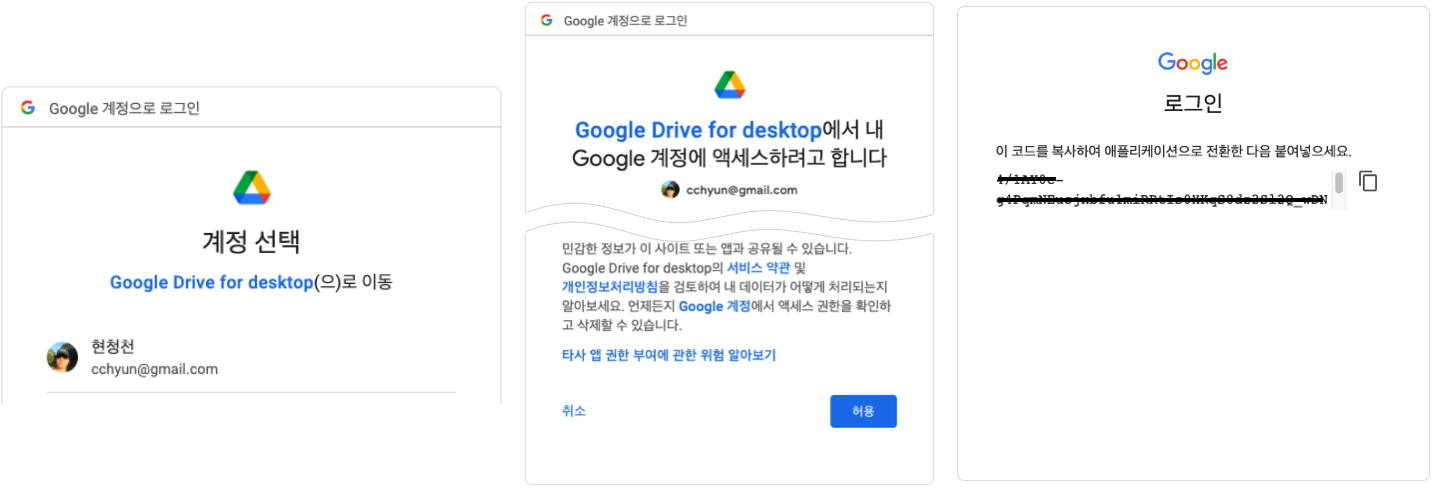 Google 계정으로 로그인
계정 선택
Google Drive for desktop(으)로 이동
현청천
cchyun@gmail.com
Google 계정으로 로그인
Google Drive for desktop에서 내
Google 계정에 액세스하려고 합니다
cchyun@gmail.com
민감한 정보가 이 사이트 또는 앱과 공유될 수 있습니다.
Google Drive for desktop의 서비스 약관 및
개인정보처리방침을 검토하여 내 데이터가 어떻게 처리되는지
알아보세요. 언제든지 Google 계정에서 액세스 권한을 확인하
고 삭제할 수 있습니다.
타사 앱 권한 부여에 관한 위험 알아보기
취소
허용
Google
로그인
이 코드를 복사하여 애플리케이션으로 전환한 다음 붙여넣으세요.